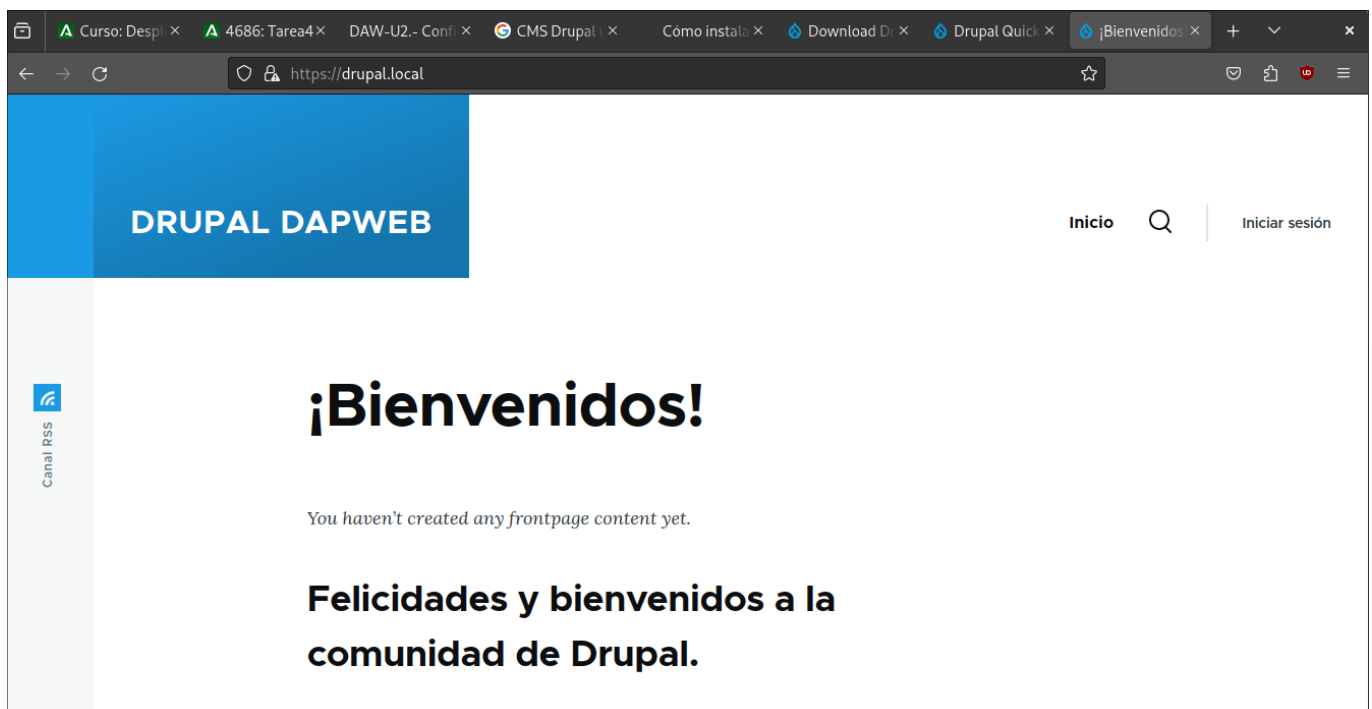 Curso: Despl
4686: Tarea4
DAW-U2.- Confi
CMS Drupal
Cómo instala
Download Dr
Drupal Quick
¡Bienvenidos!
https://drupal.local
DRUPAL DAPWEB
Inicio
Iniciar sesión
Canal RSS
¡Bienvenidos!
You haven't created any frontpage content yet.
Felicidades y bienvenidos a la
comunidad de Drupal.